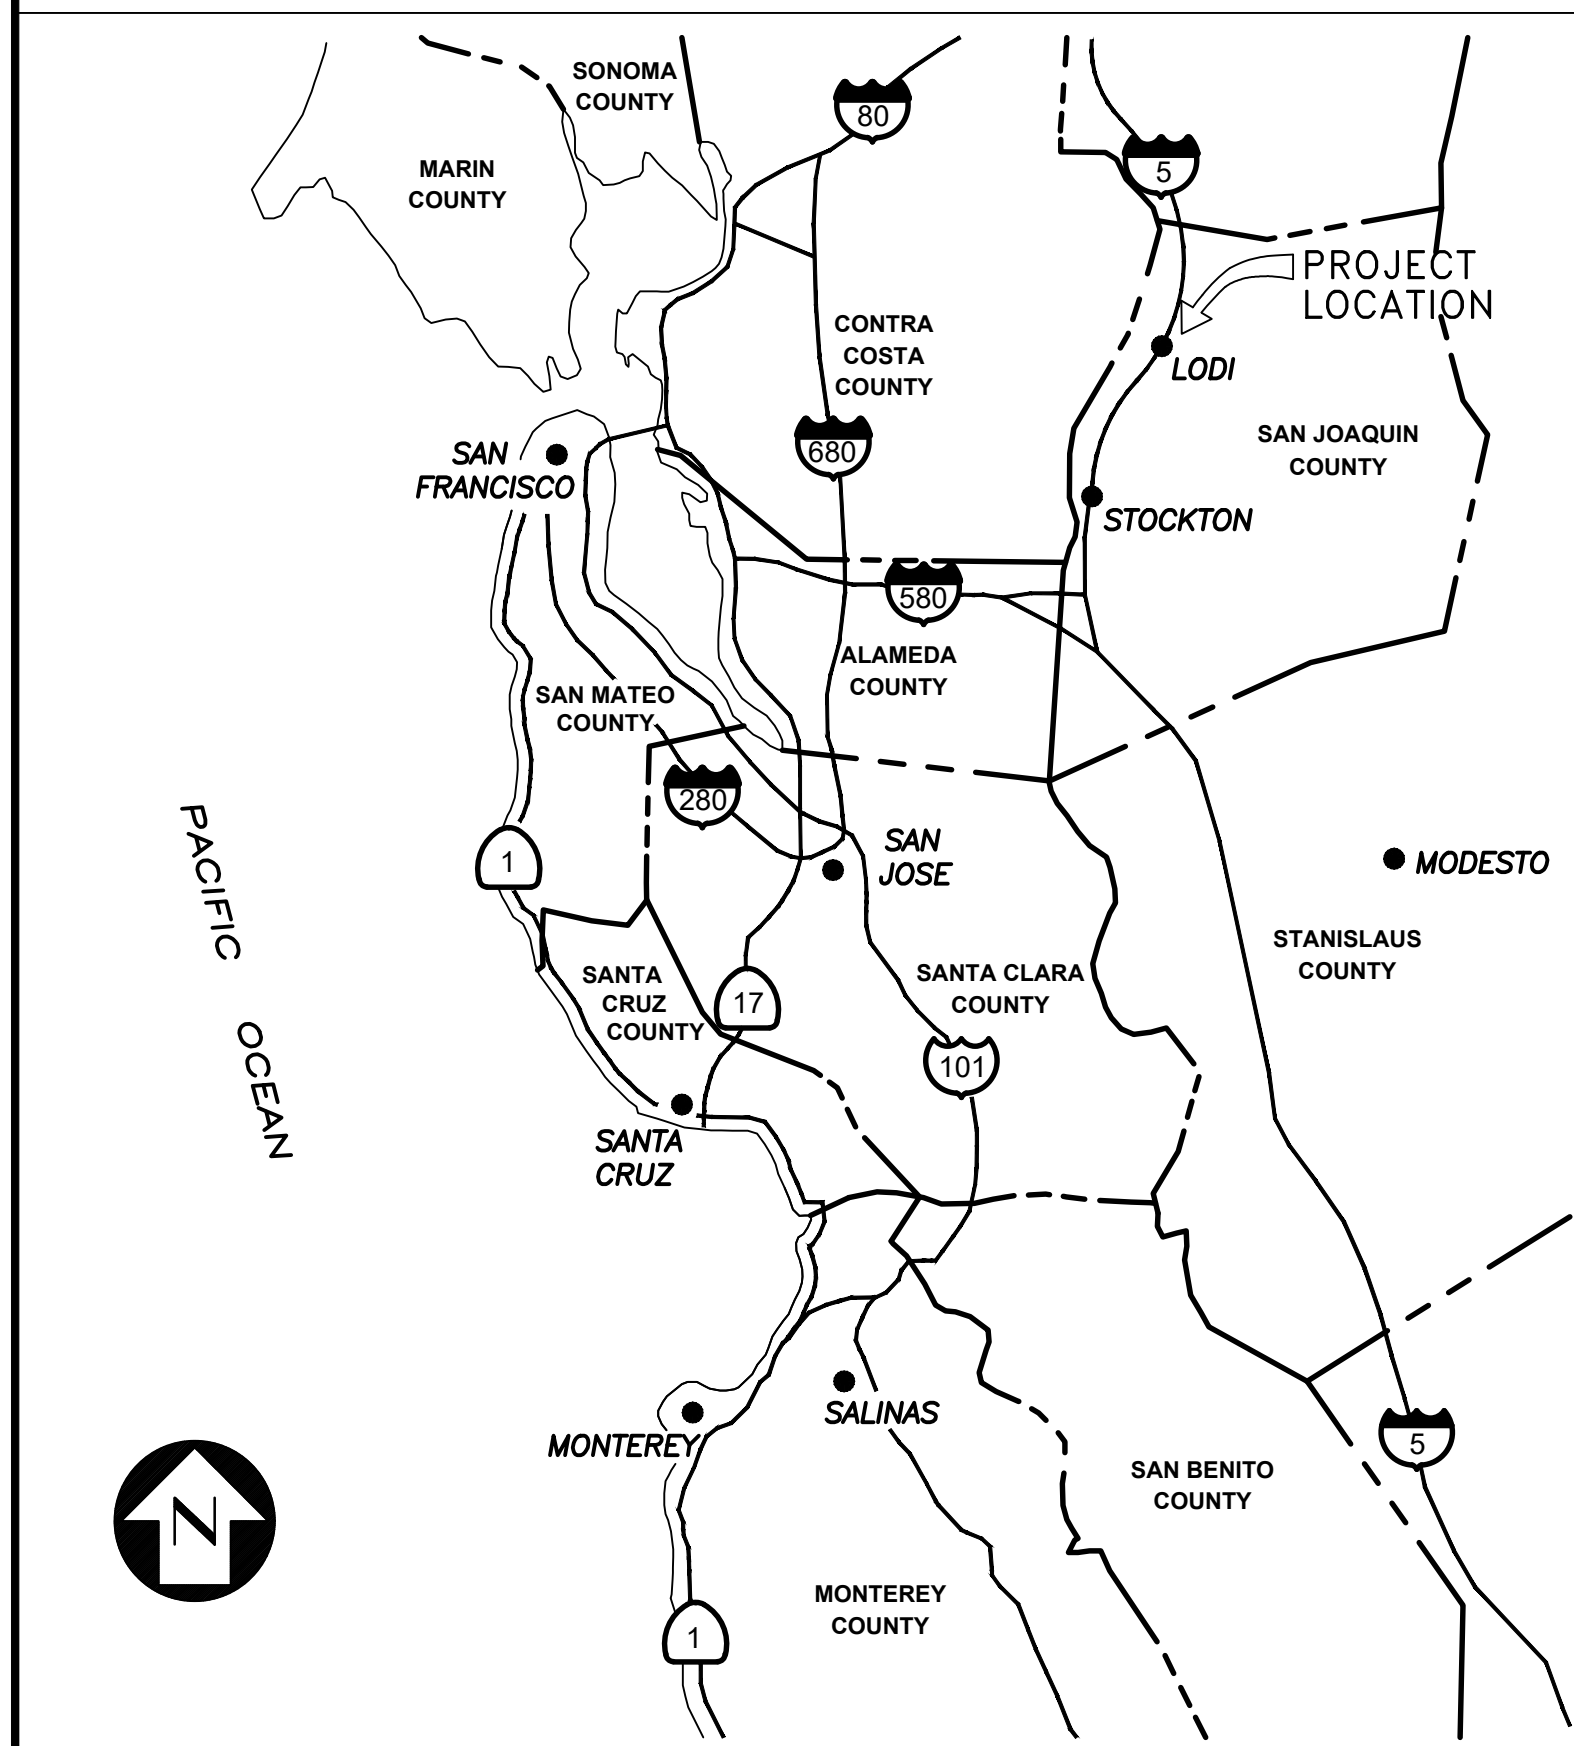 SONOMA
COUNTY
80
MARIN
COUNTY
5
PROJECT
LOCATION
CONTRA
COSTA
COUNTY
LODI
SAN
FRANCISCO
680
SAN JOAQUIN
COUNTY
STOCKTON
580
ALAMEDA
COUNTY
SAN MATEO
COUNTY
280
PACIFIC
OCEAN
1
SAN
JOSE
MODESTO
STANISLAUS
COUNTY
SANTA
CRUZ
COUNTY
17
SANTA CLARA
COUNTY
101
SANTA
CRUZ
SALINAS
MONTEREY
5
SAN BENITO
COUNTY
N
MONTEREY
COUNTY
1